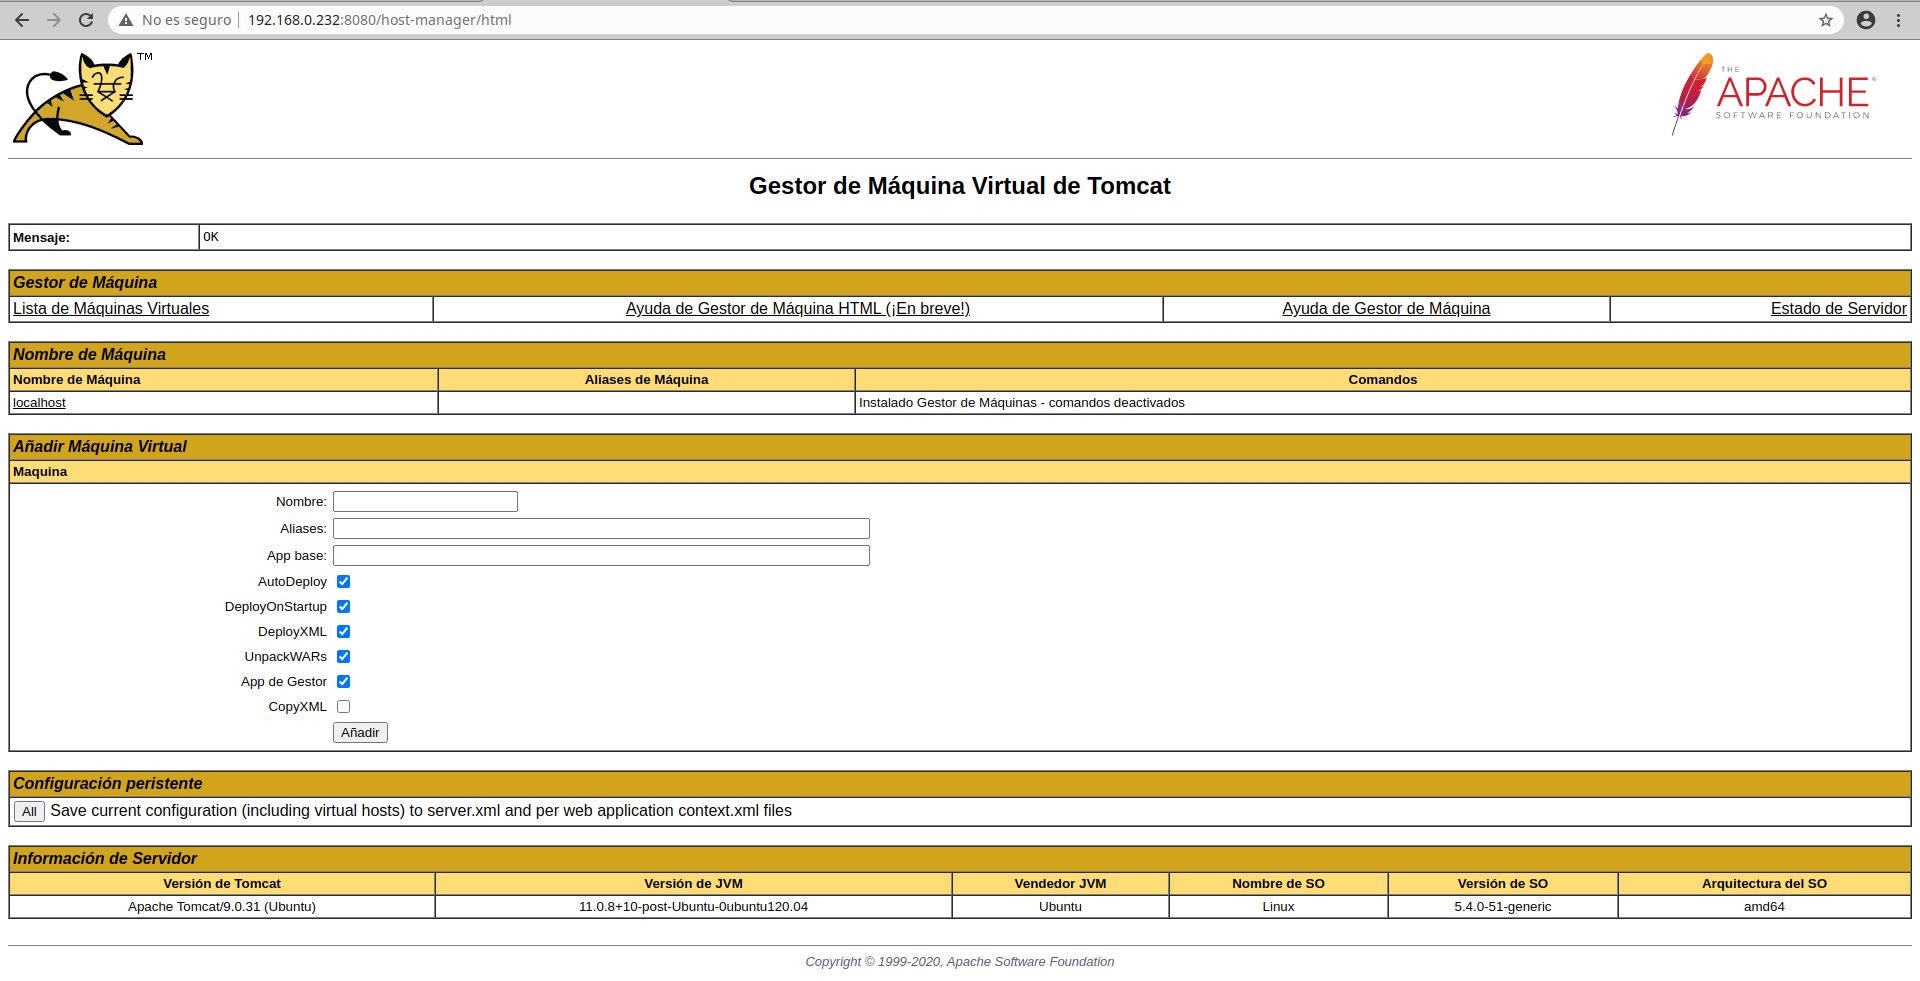 No es seguro 192.168.0.232:8080/host-manager/html
TM
THE
APACHE®
SOFTWARE FOUNDATION
Gestor de Máquina Virtual de Tomcat
Mensaje: OK
Gestor de Máquina
Lista de Máquinas Virtuales Ayuda de Gestor de Máquina HTML (¡En breve!) Ayuda de Gestor de Máquina Estado de Servidor
Nombre de Máquina
Nombre de Máquina Aliases de Máquina Comandos
localhost Instalado Gestor de Máquinas - comandos deactivados
Añadir Máquina Virtual
Maquina
Nombre:
Aliases:
App base:
AutoDeploy
DeployOnStartup
DeployXML
UnpackWARs
App de Gestor
CopyXML
Añadir
Configuración peristente
All Save current configuration (including virtual hosts) to server.xml and per web application context.xml files
Información de Servidor
Versión de Tomcat Versión de JVM Vendedor JVM Nombre de SO Versión de SO Arquitectura del SO
Apache Tomcat/9.0.31 (Ubuntu) 11.0.8+10-post-Ubuntu-0ubuntu120.04 Ubuntu Linux 5.4.0-51-generic amd64
Copyright © 1999-2020, Apache Software Foundation